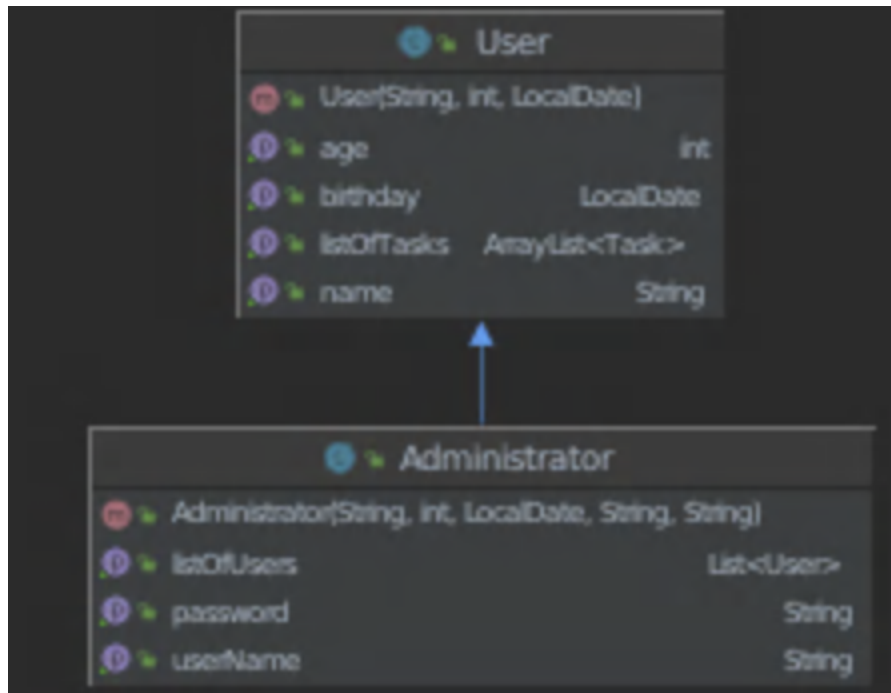 User
User(String, int, LocalDate)
age int
birthday LocalDate
listOfTasks ArrayList<Task>
name String
Administrator
Administrator(String, int, LocalDate, String, String)
listOfUsers List<User>
password String
userName String